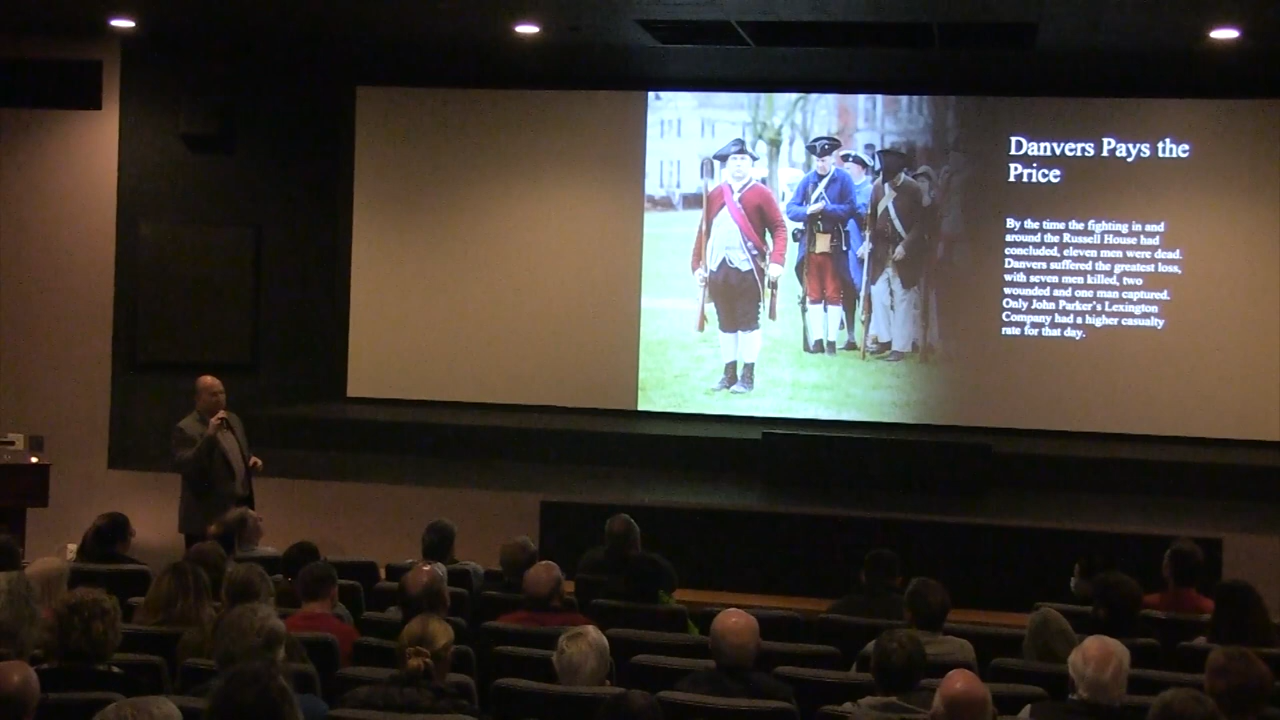 Danvers Pays the
Price
By the time the fighting in and
around the Russell House had
concluded, eleven men were dead.
Danvers suffered the greatest loss,
with seven men killed, two
wounded and one man captured.
Only John Parker's Lexington
Company had a higher casualty
rate for that day.